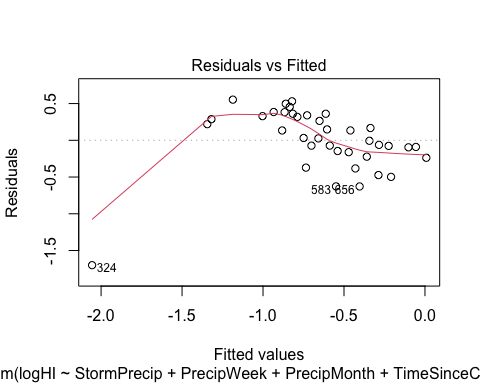 Residuals vs Fitted
Residuals
0.5
-0.5
-1.5
324
583 656
-2.0 -1.5 -1.0 -0.5 0.0
Fitted values
m(logHI ~ StormPrecip + PrecipWeek + PrecipMonth + TimeSinceC